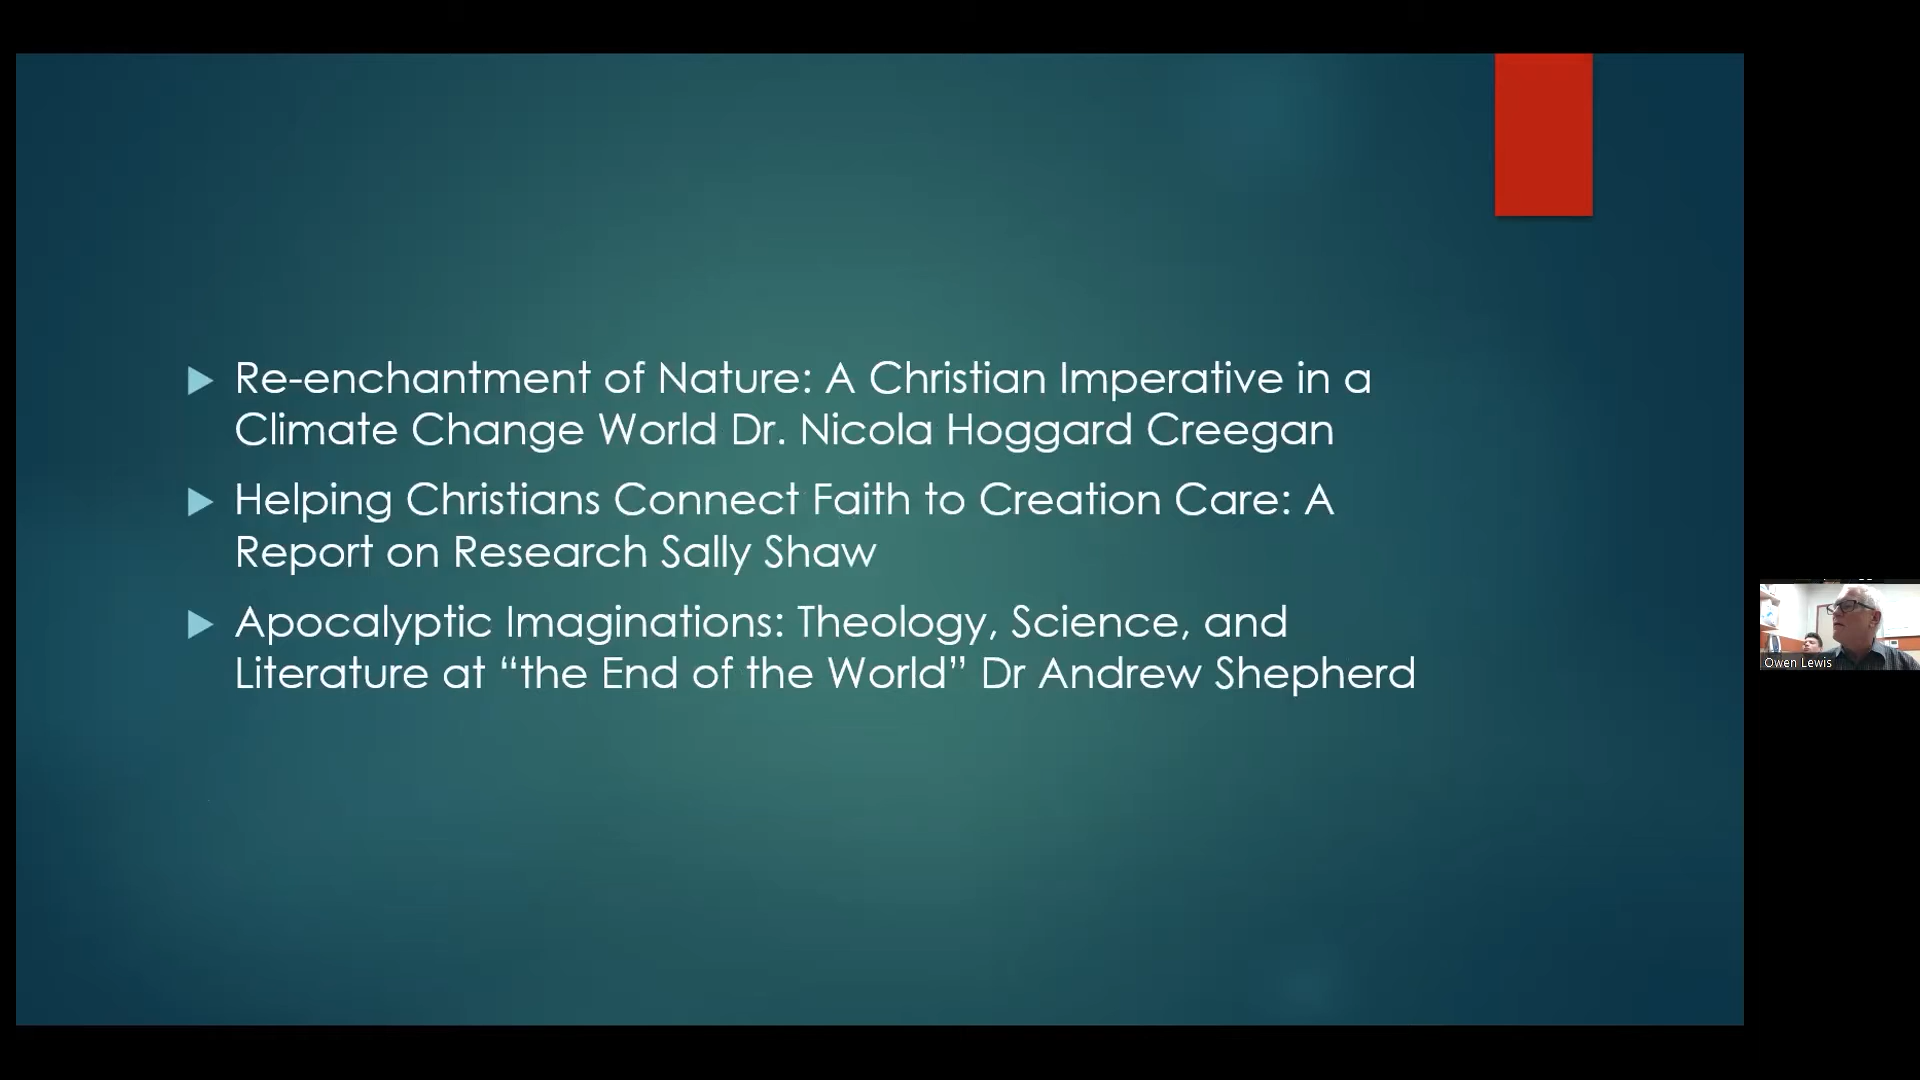 Re-enchantment of Nature: A Christian Imperative in a
Climate Change World Dr. Nicola Hoggard Creegan
Helping Christians Connect Faith to Creation Care: A
Report on Research Sally Shaw
Apocalyptic Imaginations: Theology, Science, and
Literature at “the End of the World” Dr Andrew Shepherd
Owen Lewis